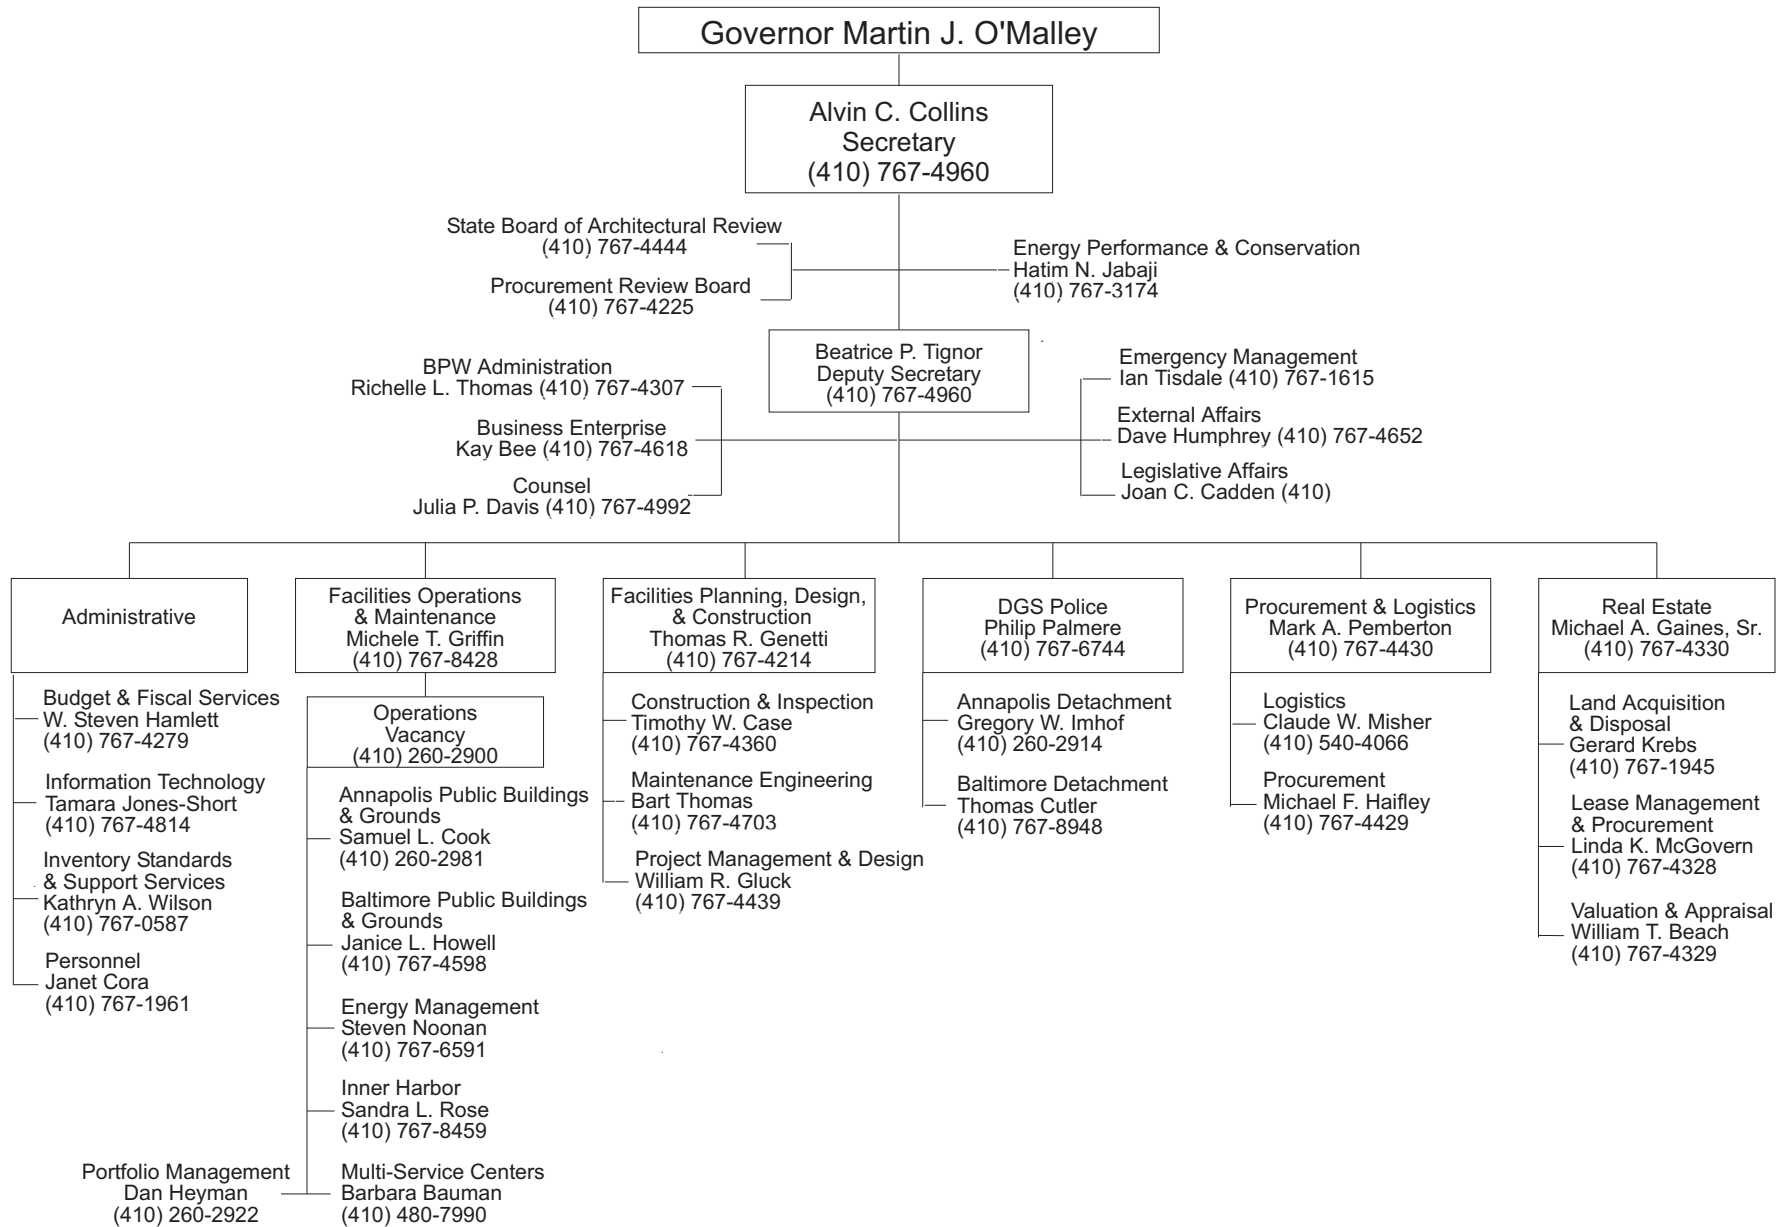 Governor Martin J. O'Malley
Alvin C. Collins
Secretary
(410) 767-4960
State Board of Architectural Review
(410) 767-4444
Procurement Review Board
(410) 767-4225
Energy Performance & Conservation
Hatim N. Jabaji
(410) 767-3174
Beatrice P. Tignor
Deputy Secretary
(410) 767-4960
BPW Administration
Richelle L. Thomas (410) 767-4307
Business Enterprise
Kay Bee (410) 767-4618
Counsel
Julia P. Davis (410) 767-4992
Emergency Management
Ian Tisdale (410) 767-1615
External Affairs
Dave Humphrey (410) 767-4652
Legislative Affairs
Joan C. Cadden (410)
Administrative
Budget & Fiscal Services
W. Steven Hamlett
(410) 767-4279
Information Technology
Tamara Jones-Short
(410) 767-4814
Inventory Standards
& Support Services
Kathryn A. Wilson
(410) 767-0587
Personnel
Janet Cora
(410) 767-1961
Facilities Operations
& Maintenance
Michele T. Griffin
(410) 767-8428
Operations
Vacancy
(410) 260-2900
Annapolis Public Buildings
& Grounds
Samuel L. Cook
(410) 260-2981
Baltimore Public Buildings
& Grounds
Janice L. Howell
(410) 767-4598
Energy Management
Steven Noonan
(410) 767-6591
Inner Harbor
Sandra L. Rose
(410) 767-8459
Portfolio Management
Dan Heyman
(410) 260-2922
Multi-Service Centers
Barbara Bauman
(410) 480-7990
Facilities Planning, Design,
& Construction
Thomas R. Genetti
(410) 767-4214
Construction & Inspection
Timothy W. Case
(410) 767-4360
Maintenance Engineering
Bart Thomas
(410) 767-4703
Project Management & Design
William R. Gluck
(410) 767-4439
DGS Police
Philip Palmere
(410) 767-6744
Annapolis Detachment
Gregory W. Imhof
(410) 260-2914
Baltimore Detachment
Thomas Cutler
(410) 767-8948
Procurement & Logistics
Mark A. Pemberton
(410) 767-4430
Logistics
Claude W. Misher
(410) 540-4066
Procurement
Michael F. Haifley
(410) 767-4429
Real Estate
Michael A. Gaines, Sr.
(410) 767-4330
Land Acquisition
& Disposal
Gerard Krebs
(410) 767-1945
Lease Management
& Procurement
Linda K. McGovern
(410) 767-4328
Valuation & Appraisal
William T. Beach
(410) 767-4329